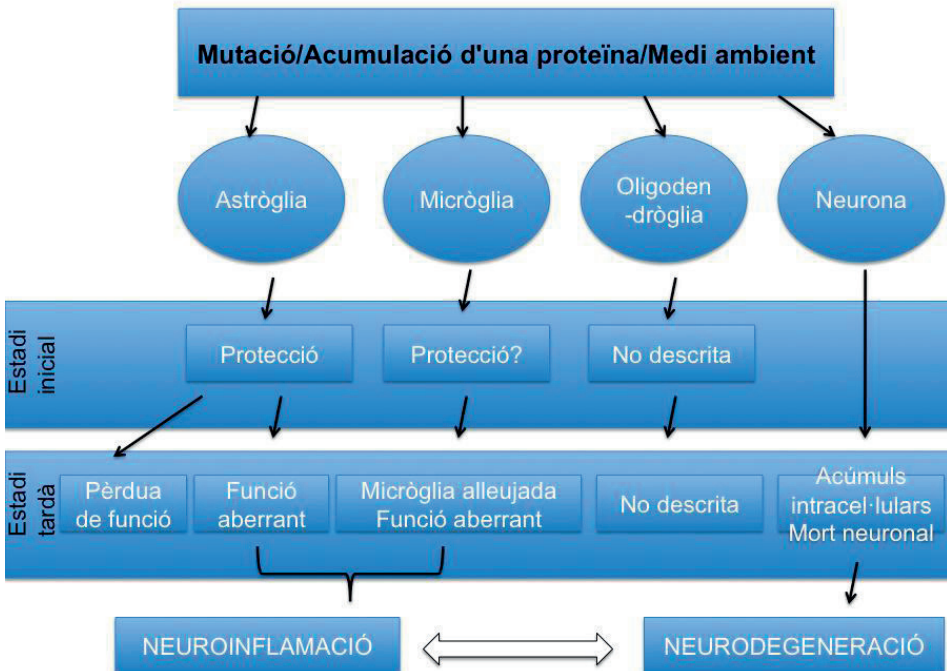 Mutació/Acumulació d'una proteïna/Medi ambient
Astròglia
Micròglia
Oligoden
-dròglia
Neurona
Estadi
inicial
Protecció
Protecció?
No descrita
Estadi
tardà
Pèrdua
de funció
Funció
aberrant
Micròglia alleujada
Funció aberrant
No descrita
Acúmuls
intracel·lulars
Mort neuronal
NEUROINFLAMACIÓ
NEURODEGENERACIÓ